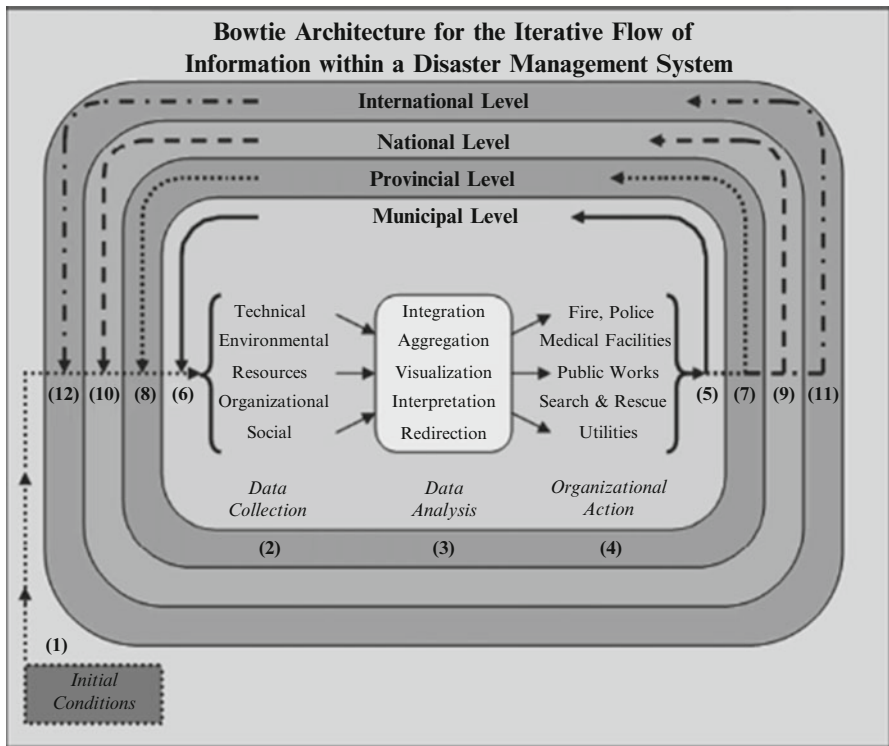 Bowtie Architecture for the Iterative Flow of
Information within a Disaster Management System
International Level
National Level
Provincial Level
Municipal Level
Technical
Environmental
Resources
Organizational
Social
Integration
Aggregation
Visualization
Interpretation
Redirection
Fire, Police
Medical Facilities
Public Works
Search & Rescue
Utilities
(12) (10) (8) (6)
(5) (7) (9) (11)
Data
Collection
Data
Analysis
Organizational
Action
(2)
(3)
(4)
(1)
Initial
Conditions